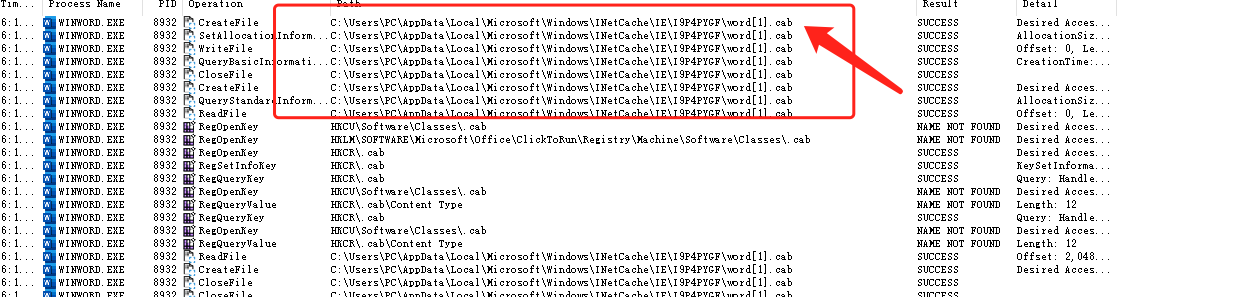 Tim... Process Name PID Operation Path Result Detail
6:1... WINWORD.EXE 8932 CreateFile C:\Users\PC\AppData\Local\Microsoft\Windows\INetCache\IE\I9P4PYGF\word[1].cab SUCCESS Desired Acces...
6:1... WINWORD.EXE 8932 SetAllocationInform... C:\Users\PC\AppData\Local\Microsoft\Windows\INetCache\IE\I9P4PYGF\word[1].cab SUCCESS AllocationSiz...
6:1... WINWORD.EXE 8932 WriteFile C:\Users\PC\AppData\Local\Microsoft\Windows\INetCache\IE\I9P4PYGF\word[1].cab SUCCESS Offset: 0, Le...
6:1... WINWORD.EXE 8932 QueryBasicInformati... C:\Users\PC\AppData\Local\Microsoft\Windows\INetCache\IE\I9P4PYGF\word[1].cab SUCCESS CreationTime:...
6:1... WINWORD.EXE 8932 CloseFile C:\Users\PC\AppData\Local\Microsoft\Windows\INetCache\IE\I9P4PYGF\word[1].cab SUCCESS
6:1... WINWORD.EXE 8932 CreateFile C:\Users\PC\AppData\Local\Microsoft\Windows\INetCache\IE\I9P4PYGF\word[1].cab SUCCESS Desired Acces...
6:1... WINWORD.EXE 8932 QueryStandardInform... C:\Users\PC\AppData\Local\Microsoft\Windows\INetCache\IE\I9P4PYGF\word[1].cab SUCCESS AllocationSiz...
6:1... WINWORD.EXE 8932 ReadFile C:\Users\PC\AppData\Local\Microsoft\Windows\INetCache\IE\I9P4PYGF\word[1].cab SUCCESS Offset: 0, Le...
6:1... WINWORD.EXE 8932 RegOpenKey HKCU\Software\Classes\.cab NAME NOT FOUND Desired Acces...
6:1... WINWORD.EXE 8932 RegOpenKey HKLM\SOFTWARE\Microsoft\Office\ClickToRun\Registry\Machine\Software\Classes\.cab NAME NOT FOUND Desired Acces...
6:1... WINWORD.EXE 8932 RegOpenKey HKCR\.cab SUCCESS Desired Acces...
6:1... WINWORD.EXE 8932 RegSetInfoKey HKCR\.cab SUCCESS KeySetInforma...
6:1... WINWORD.EXE 8932 RegQueryKey HKCR\.cab SUCCESS Query: Handle...
6:1... WINWORD.EXE 8932 RegOpenKey HKCU\Software\Classes\.cab NAME NOT FOUND Desired Acces...
6:1... WINWORD.EXE 8932 RegQueryValue HKCR\.cab\Content Type NAME NOT FOUND Length: 12
6:1... WINWORD.EXE 8932 RegQueryKey HKCR\.cab SUCCESS Query: Handle...
6:1... WINWORD.EXE 8932 RegOpenKey HKCU\Software\Classes\.cab NAME NOT FOUND Desired Acces...
6:1... WINWORD.EXE 8932 RegQueryValue HKCR\.cab\Content Type NAME NOT FOUND Length: 12
6:1... WINWORD.EXE 8932 ReadFile C:\Users\PC\AppData\Local\Microsoft\Windows\INetCache\IE\I9P4PYGF\word[1].cab SUCCESS Offset: 2,048...
6:1... WINWORD.EXE 8932 CreateFile C:\Users\PC\AppData\Local\Microsoft\Windows\INetCache\IE\I9P4PYGF\word[1].cab SUCCESS Desired Acces...
6:1... WINWORD.EXE 8932 CloseFile C:\Users\PC\AppData\Local\Microsoft\Windows\INetCache\IE\I9P4PYGF\word[1].cab SUCCESS
6:1... WINWORD.EXE 8932 CloseFile C:\Users\PC\AppData\Local\Microsoft\Windows\INetCache\IE\I9P4PYGF\word[1].cab SUCCESS